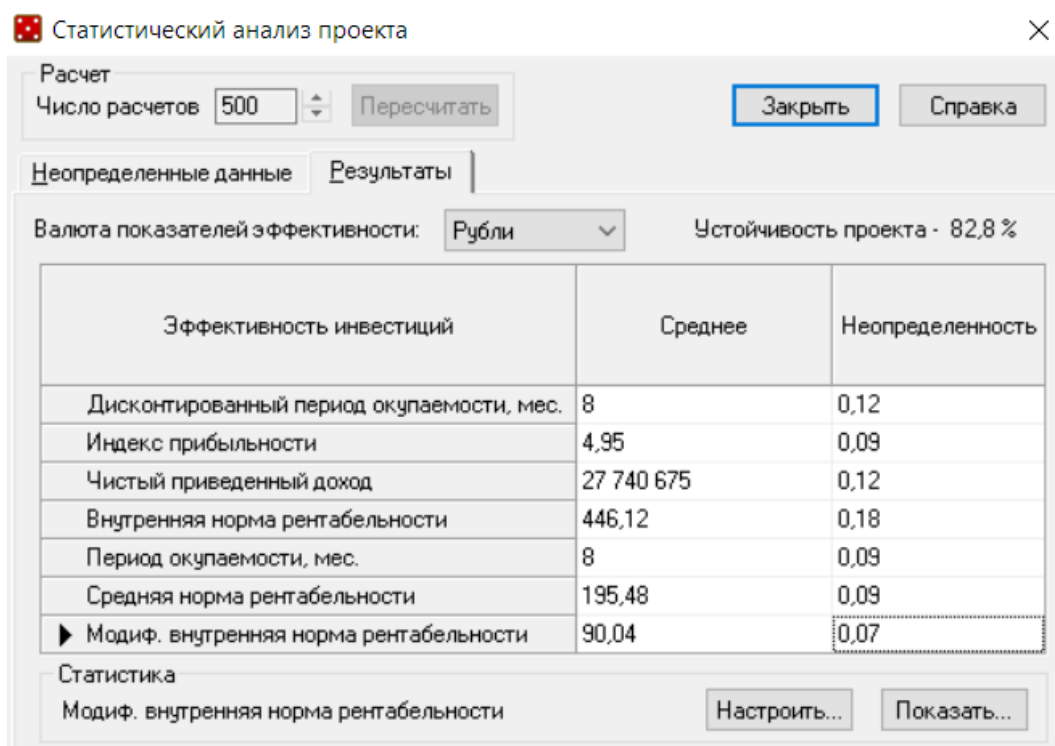 Статистический анализ проекта
Расчет
Число расчетов 500 Пересчитать Закрыть Справка
Неопределенные данные Результаты
Валюта показателей эффективности: Рубли Устойчивость проекта - 82,8 %
Эффективность инвестиций Среднее Неопределенность
Дисконтированный период окупаемости, мес. 8 0,12
Индекс прибыльности 4,95 0,09
Чистый приведенный доход 27 740 675 0,12
Внутренняя норма рентабельности 446,12 0,18
Период окупаемости, мес. 8 0,09
Средняя норма рентабельности 195,48 0,09
Модиф. внутренняя норма рентабельности 90,04 0,07
Статистика
Модиф. внутренняя норма рентабельности Настроить... Показать...